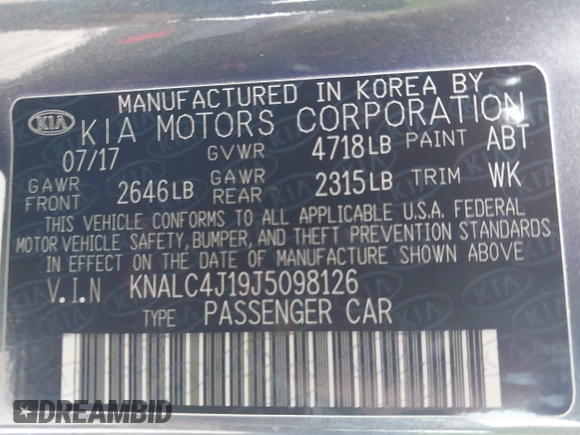 MANUFACTURED IN KOREA BY
KIA KIA MOTORS CORPORATION
07/17 GVWR 4718LB PAINT ABT
GAWR FRONT 2646LB GAWR REAR 2315LB TRIM WK
THIS VEHICLE CONFORMS TO ALL APPLICABLE U.S.A. FEDERAL
MOTOR VEHICLE SAFETY, BUMPER, AND THEFT PREVENTION STANDARDS
IN EFFECT ON THE DATE OF MANUFACTURE SHOWN ABOVE
V.I.N KNALC4J19J5098126
TYPE PASSENGER CAR
DREAMBID